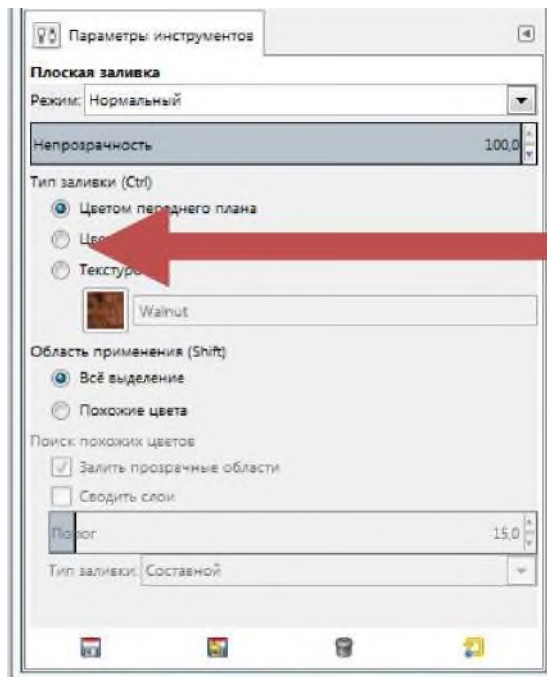 Параметры инструментов
Плоская заливка
Режим: Нормальный
Непрозрачность 100,0
Тип заливки (Ctrl)
Цветом переднего плана
Walnut
Область применения (Shift)
Всё выделение
Похожие цвета
Поиск похожих цветов
Залить прозрачные области
Сводить слои
Порог 15,0
Тип заливки: Составной